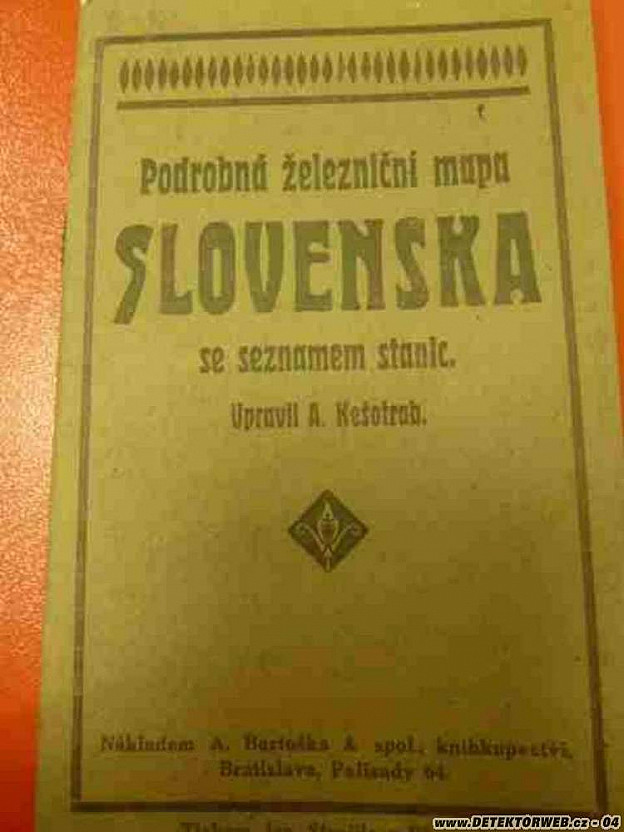 Podrobná železniční mapa
SLOVENSKA
se seznamem stanic.
Upravil A. Kešotrab.
Nákladem A. Bartoška & spol., knihkupectví,
Bratislava, Palisady 64.
Tiskem
www.DETEKTORWEB.cz - 04